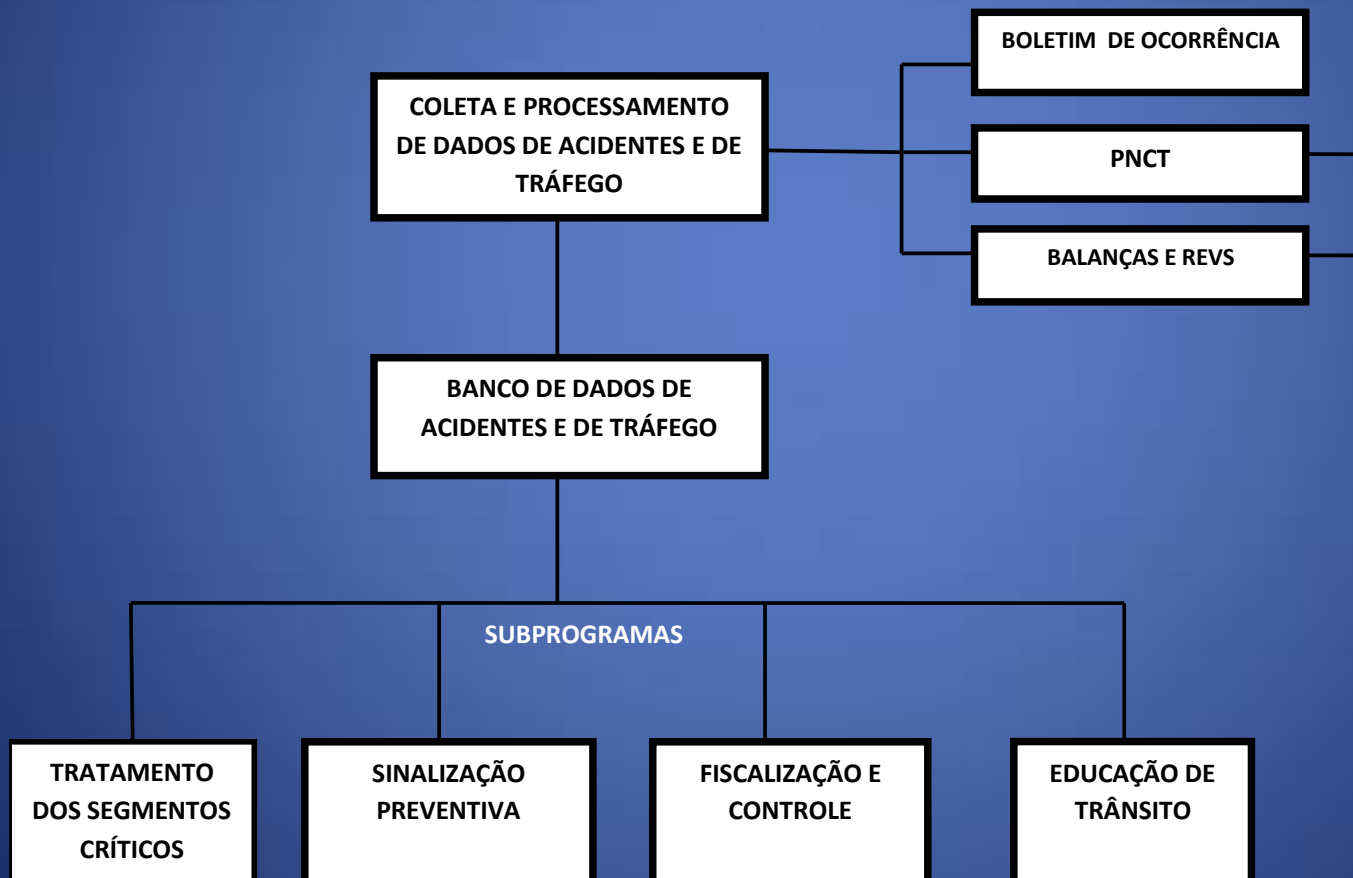 BOLETIM DE OCORRÊNCIA
COLETA E PROCESSAMENTO
DE DADOS DE ACIDENTES E DE
TRÁFEGO
PNCT
BALANÇAS E REVS
BANCO DE DADOS DE
ACIDENTES E DE TRÁFEGO
SUBPROGRAMAS
TRATAMENTO
DOS SEGMENTOS
CRÍTICOS
SINALIZAÇÃO
PREVENTIVA
FISCALIZAÇÃO E
CONTROLE
EDUCAÇÃO DE
TRÂNSITO